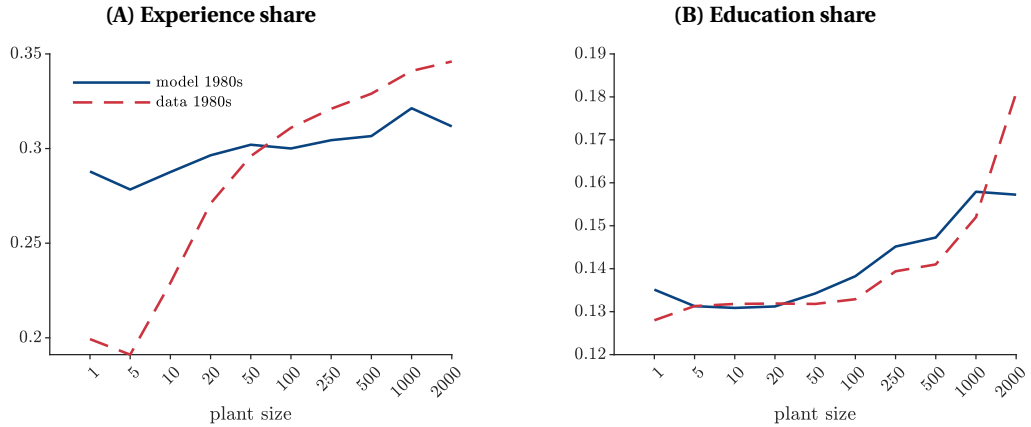 (A) Experience share
0.35
0.3
0.25
0.2
model 1980s
data 1980s
1 5 10 20 50 100 250 500 1000 2000
plant size
(B) Education share
0.19
0.18
0.17
0.16
0.15
0.14
0.13
0.12
1 5 10 20 50 100 250 500 1000 2000
plant size